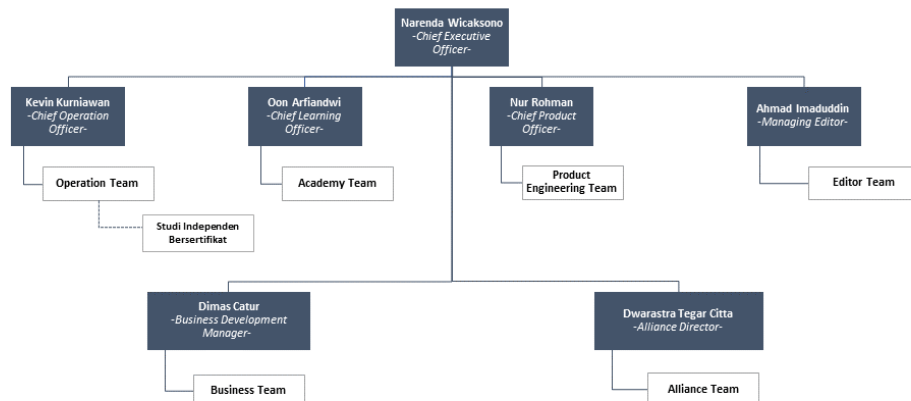 Narenda Wicaksono
-Chief Executive
Officer-
Kevin Kurniawan
-Chief Operation
Officer-
Oon Arfiandwi
-Chief Learning
Officer-
Nur Rohman
-Chief Product
Officer-
Ahmad Imaduddin
-Managing Editor-
Operation Team
Academy Team
Product
Engineering Team
Editor Team
Studi Independen
Bersertifikat
Dimas Catur
-Business Development
Manager-
Dwarastra Tegar Citta
-Alliance Director-
Business Team
Alliance Team